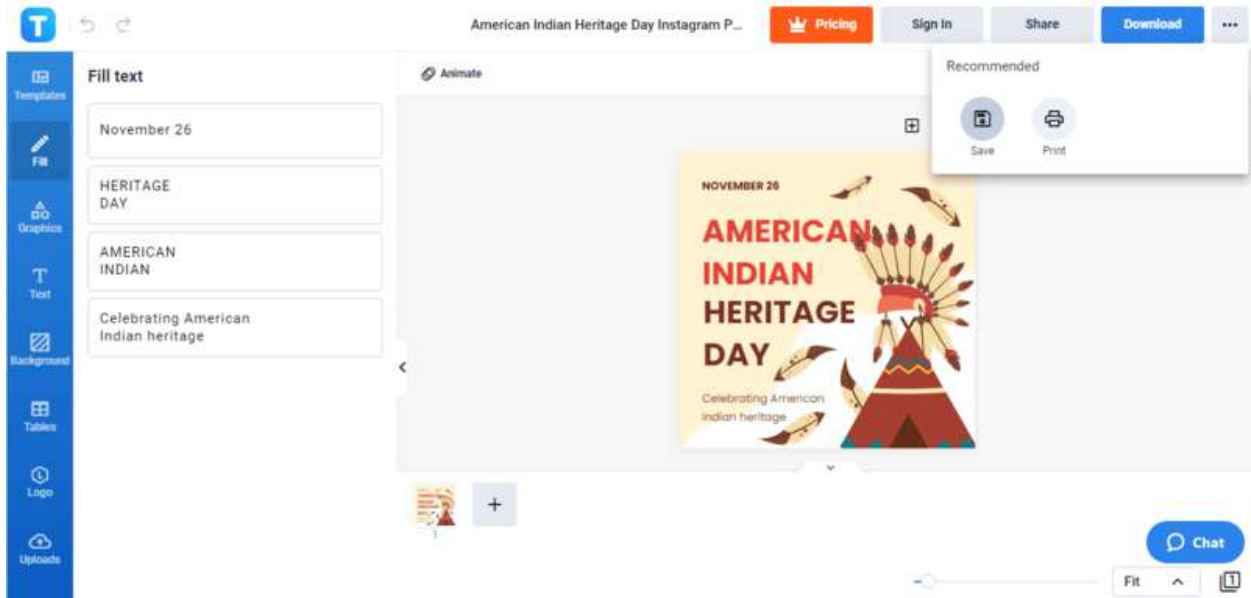 T
American Indian Heritage Day Instagram P...
Pricing
Sign In
Share
Download
Templates
Fill
Graphics
Text
Background
Tables
Logo
Uploads
Fill text
November 26
HERITAGE
DAY
AMERICAN
INDIAN
Celebrating American
Indian heritage
Animate
Recommended
Save
Print
NOVEMBER 26
AMERICAN
INDIAN
HERITAGE
DAY
Celebrating American
Indian heritage
1
Chat
Fit
1